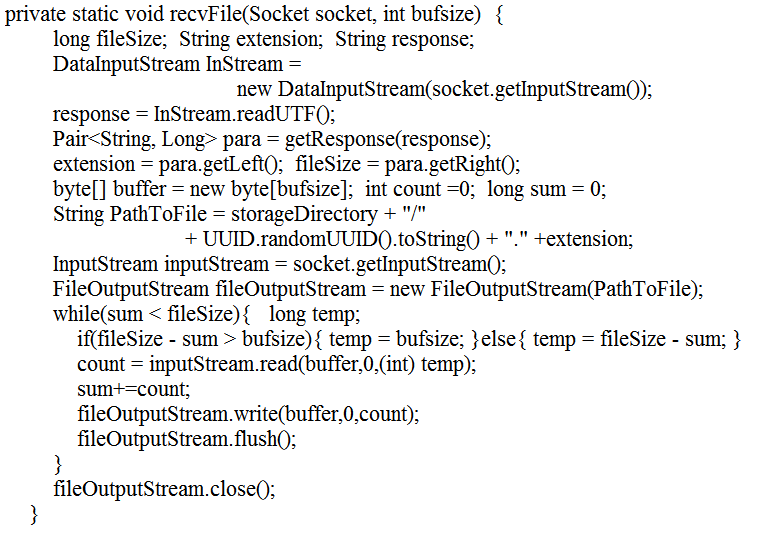 private static void recvFile(Socket socket, int bufsize) {
long fileSize; String extension; String response;
DataInputStream InStream =
new DataInputStream(socket.getInputStream());
response = InStream.readUTF();
Pair<String, Long> para = getResponse(response);
extension = para.getLeft(); fileSize = para.getRight();
byte[] buffer = new byte[bufsize]; int count =0; long sum = 0;
String PathToFile = storageDirectory + "/"
+ UUID.randomUUID().toString() + "." +extension;
InputStream inputStream = socket.getInputStream();
FileOutputStream fileOutputStream = new FileOutputStream(PathToFile);
while(sum < fileSize){ long temp;
if(fileSize - sum > bufsize){ temp = bufsize; }else{ temp = fileSize - sum; }
count = inputStream.read(buffer,0,(int) temp);
sum+=count;
fileOutputStream.write(buffer,0,count);
fileOutputStream.flush();
}
fileOutputStream.close();
}